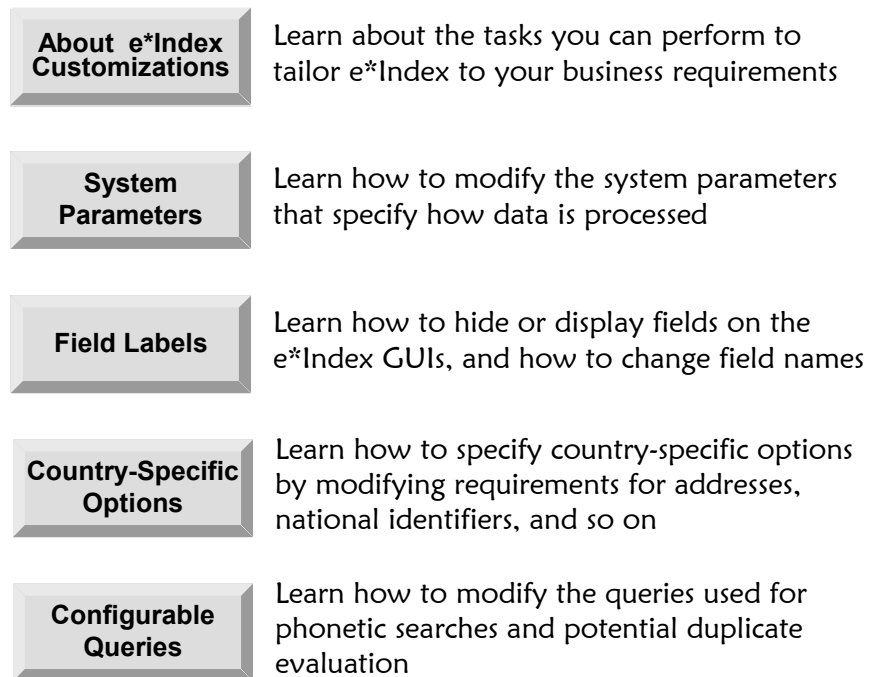 About e*Index
Customizations
Learn about the tasks you can perform to
tailor e*Index to your business requirements
System
Parameters
Learn how to modify the system parameters
that specify how data is processed
Field Labels
Learn how to hide or display fields on the
e*Index GUIs, and how to change field names
Country-Specific
Options
Learn how to specify country-specific options
by modifying requirements for addresses,
national identifiers, and so on
Configurable
Queries
Learn how to modify the queries used for
phonetic searches and potential duplicate
evaluation